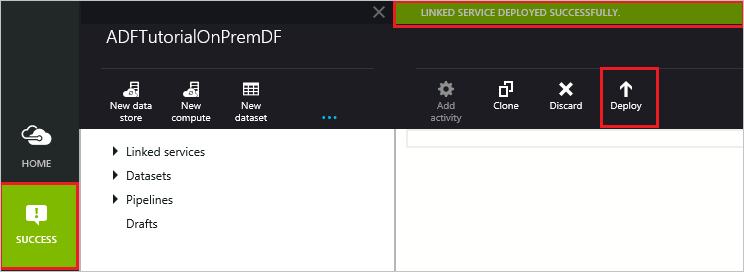 LINKED SERVICE DEPLOYED SUCCESSFULLY.
ADFTutorialOnPremDF
New data
store
New
compute
New
dataset
...
Add
activity
Clone
Discard
Deploy
HOME
SUCCESS
Linked services
Datasets
Pipelines
Drafts